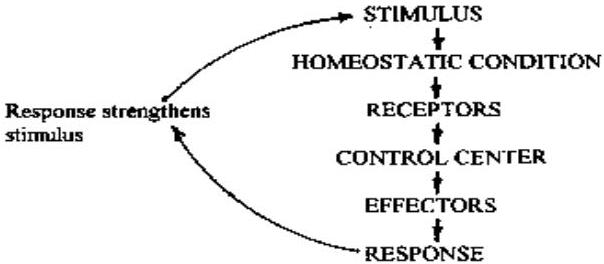 STIMULUS
HOMEOSTATIC CONDITION
RECEPTORS
CONTROL CENTER
EFFECTORS
RESPONSE
Response strengthens
stimulus